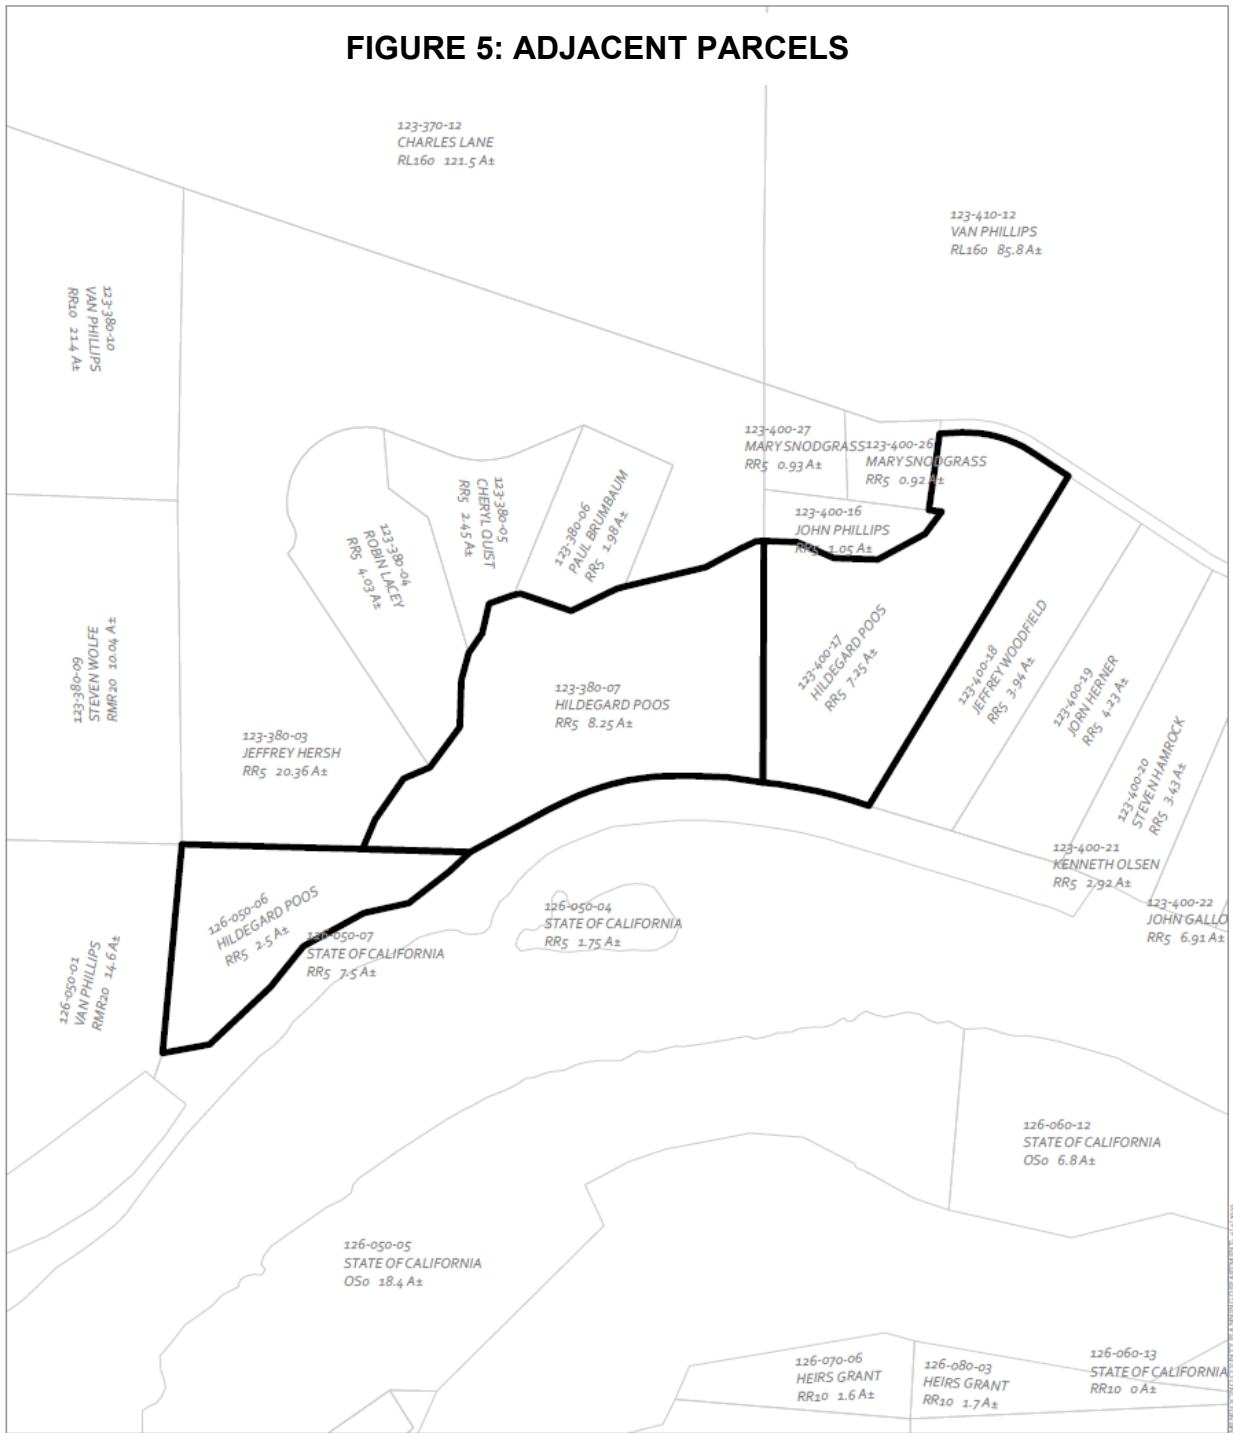 FIGURE 5: ADJACENT PARCELS
123-370-12
CHARLES LANE
RL160 121.5 A±
123-410-12
VAN PHILLIPS
RL160 85.8 A±
123-380-10
VAN PHILLIPS
RR10 21.4 A±
123-400-27
MARY SNODGRASS
RR5 0.93 A±
123-400-26
MARY SNODGRASS
RR5 0.92 A±
123-380-06
PAUL BRUMBAUM
RR5 1.98 A±
123-380-05
CHERYL QUIST
RR5 2.45 A±
123-380-04
ROBIN LACEY
RR5 4.03 A±
123-400-16
JOHN PHILLIPS
RR5 1.05 A±
123-380-09
STEVEN WOLFE
RMR20 10.04 A±
123-380-07
HILDEGARD POOS
RR5 8.25 A±
123-400-17
HILDEGARD POOS
RR5 7.25 A±
123-400-18
JEFFREY WOODFIELD
RR5 3.94 A±
123-400-19
JORN HERNER
RR5 4.23 A±
123-400-20
STEVEN HAMROCK
RR5 3.43 A±
123-380-03
JEFFREY HERSH
RR5 20.36 A±
123-400-21
KENNETH OLSEN
RR5 2.92 A±
123-400-22
JOHN GALLO
RR5 6.91 A±
126-050-06
HILDEGARD POOS
RR5 2.5 A±
126-050-04
STATE OF CALIFORNIA
RR5 1.75 A±
126-050-07
STATE OF CALIFORNIA
RR5 7.5 A±
126-050-01
VAN PHILLIPS
RMR20 14.6 A±
126-060-12
STATE OF CALIFORNIA
OS0 6.8 A±
126-050-05
STATE OF CALIFORNIA
OS0 18.4 A±
126-070-06
HEIRS GRANT
RR10 1.6 A±
126-080-03
HEIRS GRANT
RR10 1.7 A±
126-060-13
STATE OF CALIFORNIA
RR10 0 A±